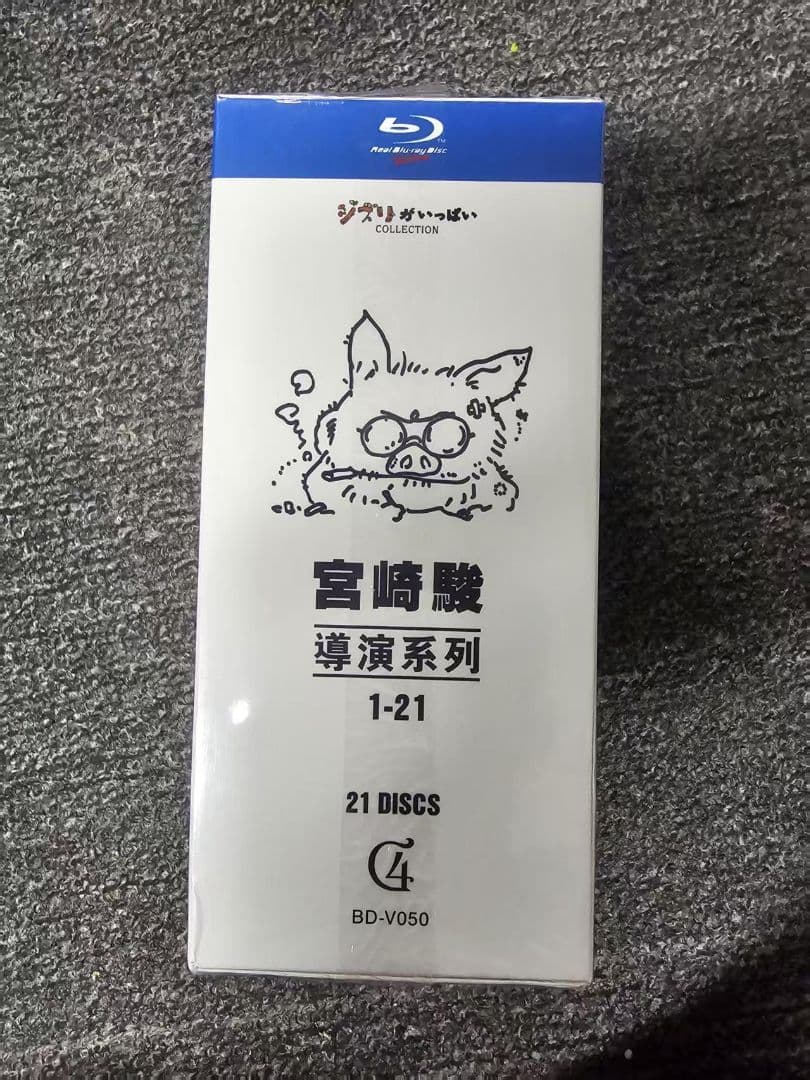 Real Blu-ray Disc
ジブリがいっぱい
COLLECTION
宮崎駿
導演系列
1-21
21 DISCS
C4
BD-V050